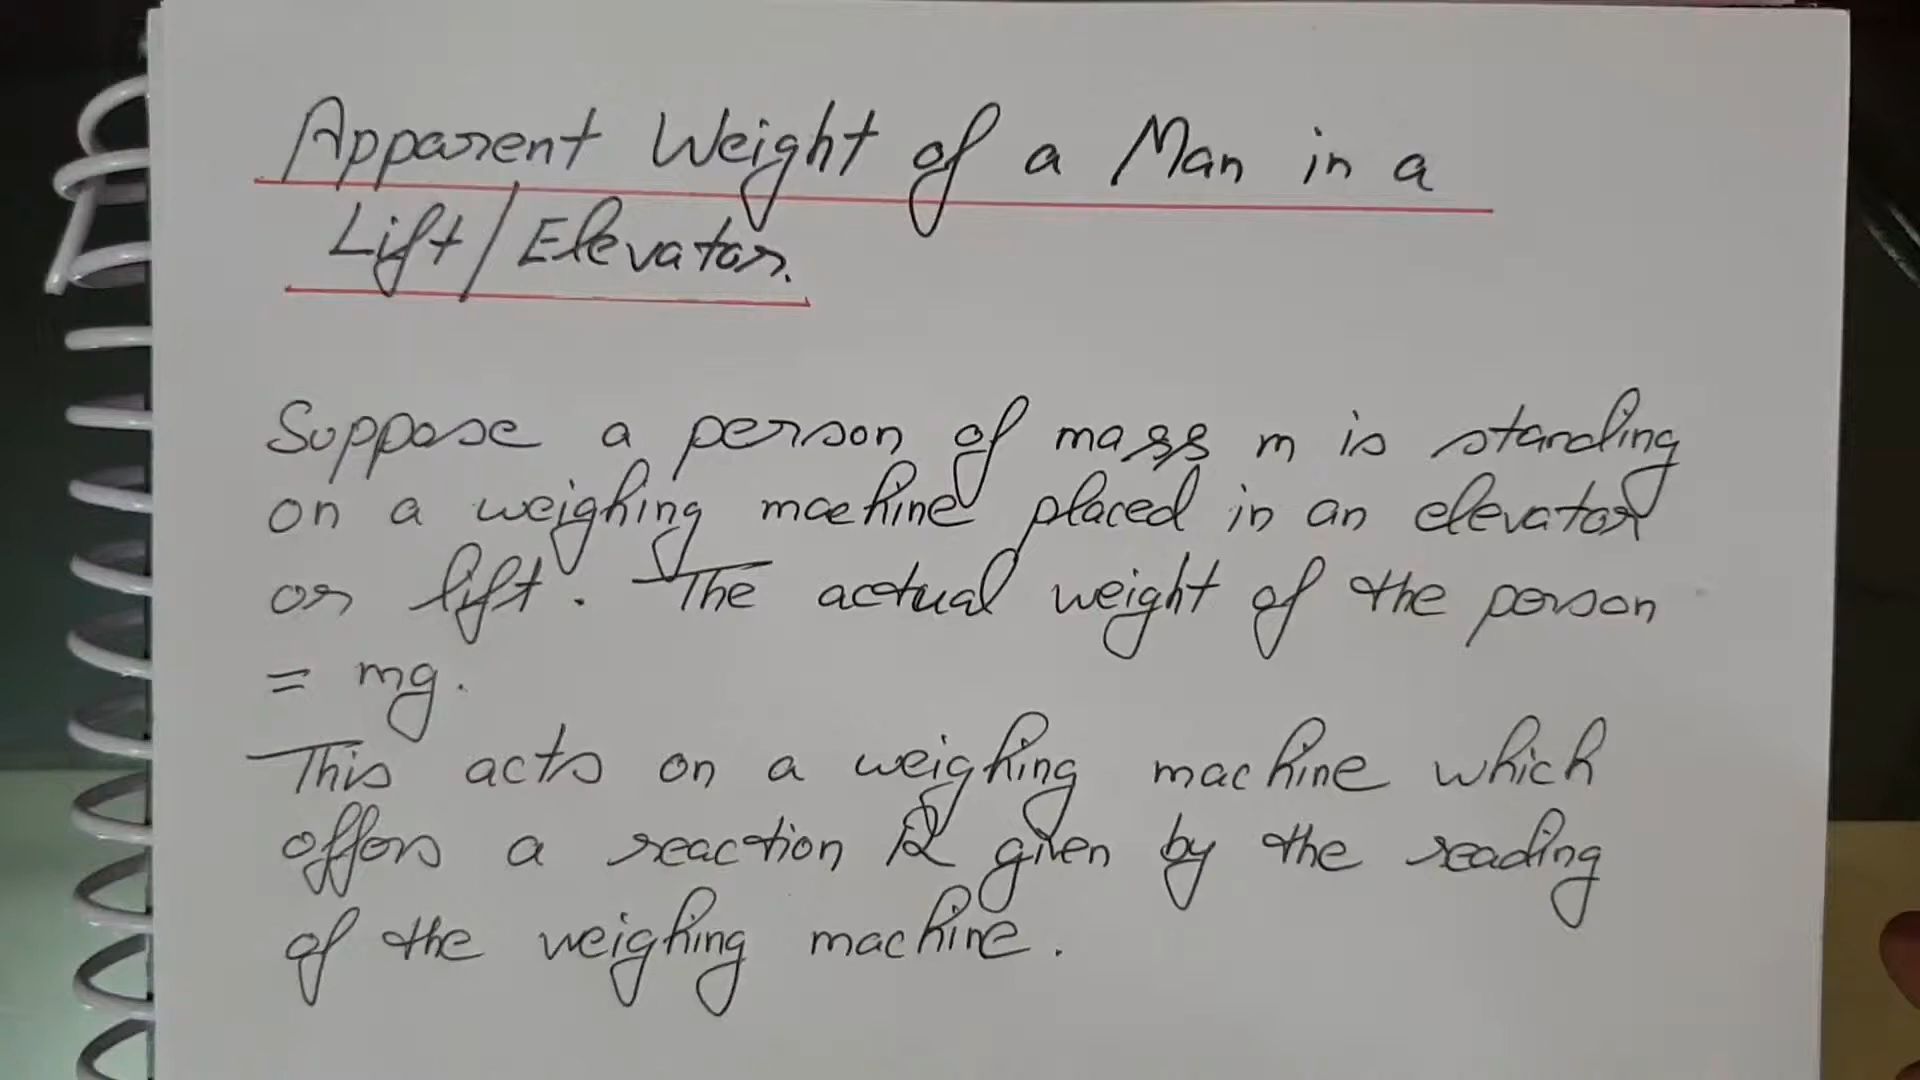 Apparent Weight of a Man in a
Lift/Elevator.
Suppose a person of mass m is standing
on a weighing machine placed in an elevator
or lift. The actual weight of the person
= mg.
This acts on a weighing machine which
offers a reaction R given by the reading
of the weighing machine.